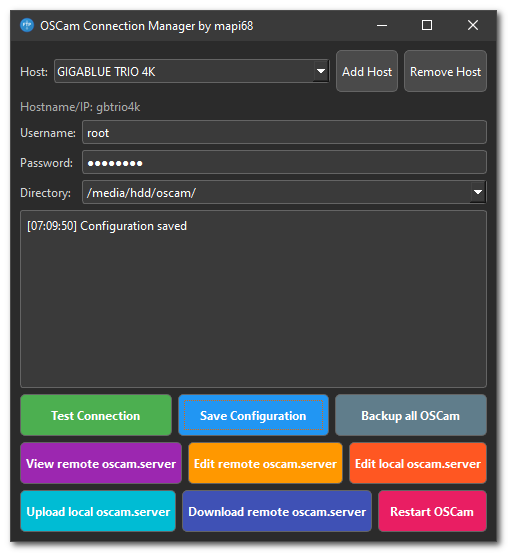 OSCam Connection Manager by mapi68
Host: GIGABLUE TRIO 4K Add Host Remove Host
Hostname/IP: gbtrio4k
Username: root
Password: ●●●●●●●●
Directory: /media/hdd/oscam/
[07:09:50] Configuration saved
Test Connection Save Configuration Backup all OSCam
View remote oscam.server Edit remote oscam.server Edit local oscam.server
Upload local oscam.server Download remote oscam.server Restart OSCam